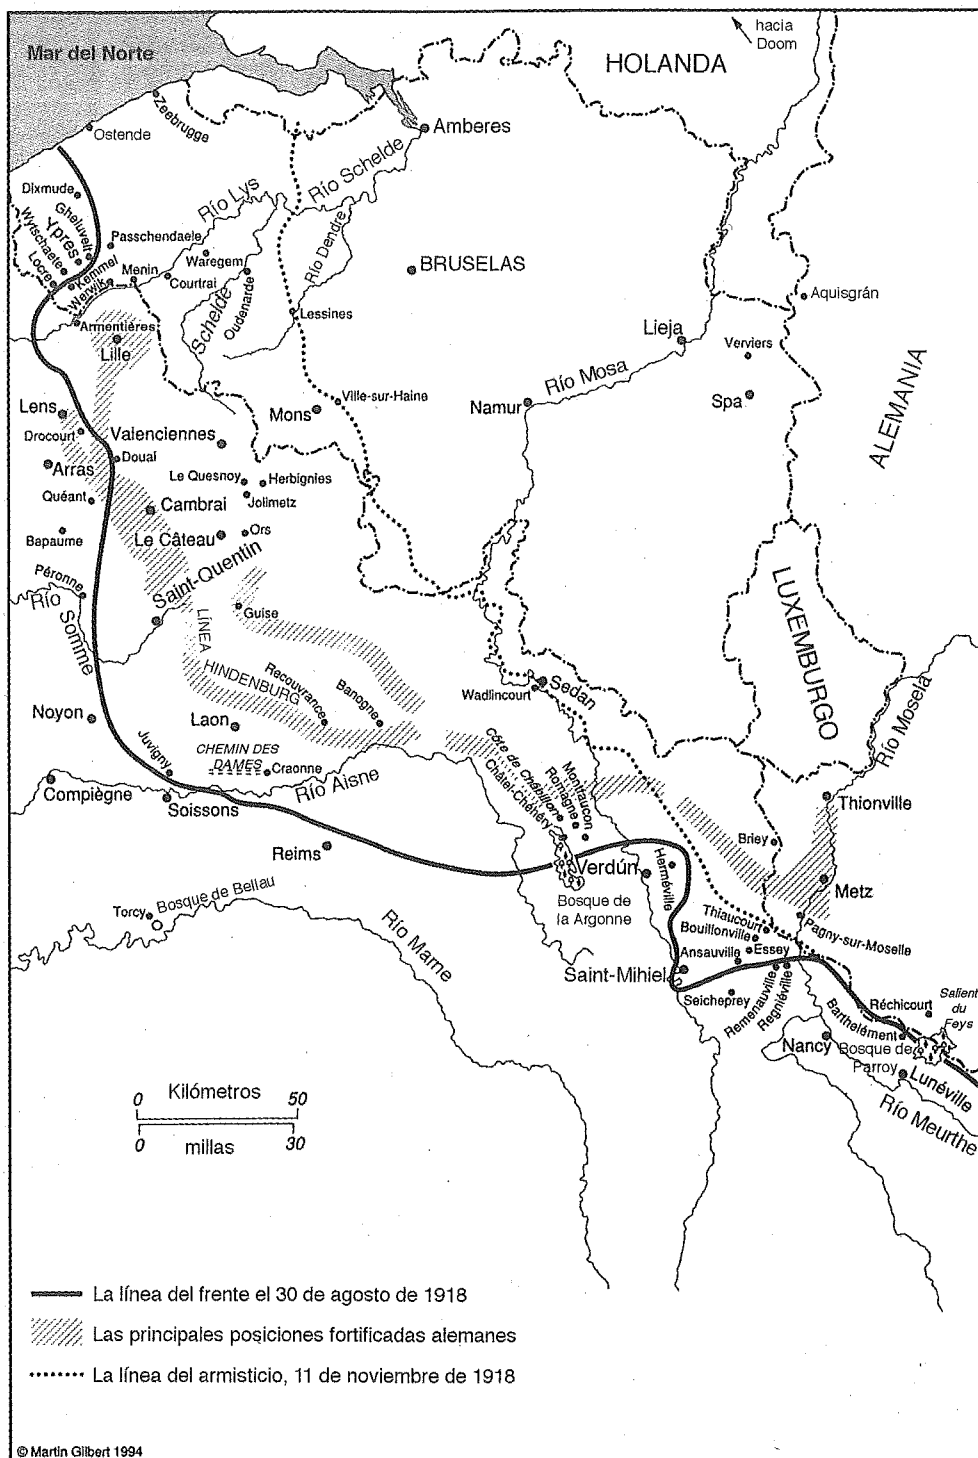 hacia
Doom
Mar del Norte
HOLANDA
Zeebrugge
Ostende
Amberes
Río Schelde
Río Lys
Dixmude
Gheluvelt
Ypres
Wytschaete
Locre
Passchendaele
Kemmel
Werwik
Menin
Waregem
Courtrai
Río Dendre
BRUSELAS
Schelde
Oudenarde
Lessines
Aquisgrán
Armentières
Lille
Lieja
Verviers
Río Mosa
ALEMANIA
Ville-sur-Haine
Spa
Lens
Mons
Namur
Drocourt
Valenciennes
Arras
Douai
Le Quesnoy
Herbignies
Quéant
Jolimetz
Cambrai
Bapaume
Le Câteau
Ors
Saint-Quentin
Péronne
Río
Somme
Guise
LÍNEA
HINDENBURG
LUXEMBURGO
Recouvrance
Banogne
Wadlincourt
Sedan
Río Mosela
Noyon
Laon
Juvigny
CHEMIN DES
DAMES
Craonne
Côte de Châtillon
Châtel-Chéhéry
Montfaucon
Romagne
Compiègne
Soissons
Río Aisne
Thionville
Briey
Reims
Verdún
Herméville
Metz
Torcy
Bosque de Bellau
Bosque de
la Argonne
Thiaucourt
Pagny-sur-Moselle
Bouillonville
Río Marne
Ansauville
Essey
Saint-Mihiel
Seicheprey
Remenauville
Regniéville
Réchicourt
Salient
du
Feys
Barthelément
Nancy
Bosque de
Parroy
Lunéville
Río Meurthe
0 Kilómetros 50
0 millas 30
La línea del frente el 30 de agosto de 1918
Las principales posiciones fortificadas alemanes
La línea del armisticio, 11 de noviembre de 1918
© Martin Gilbert 1994